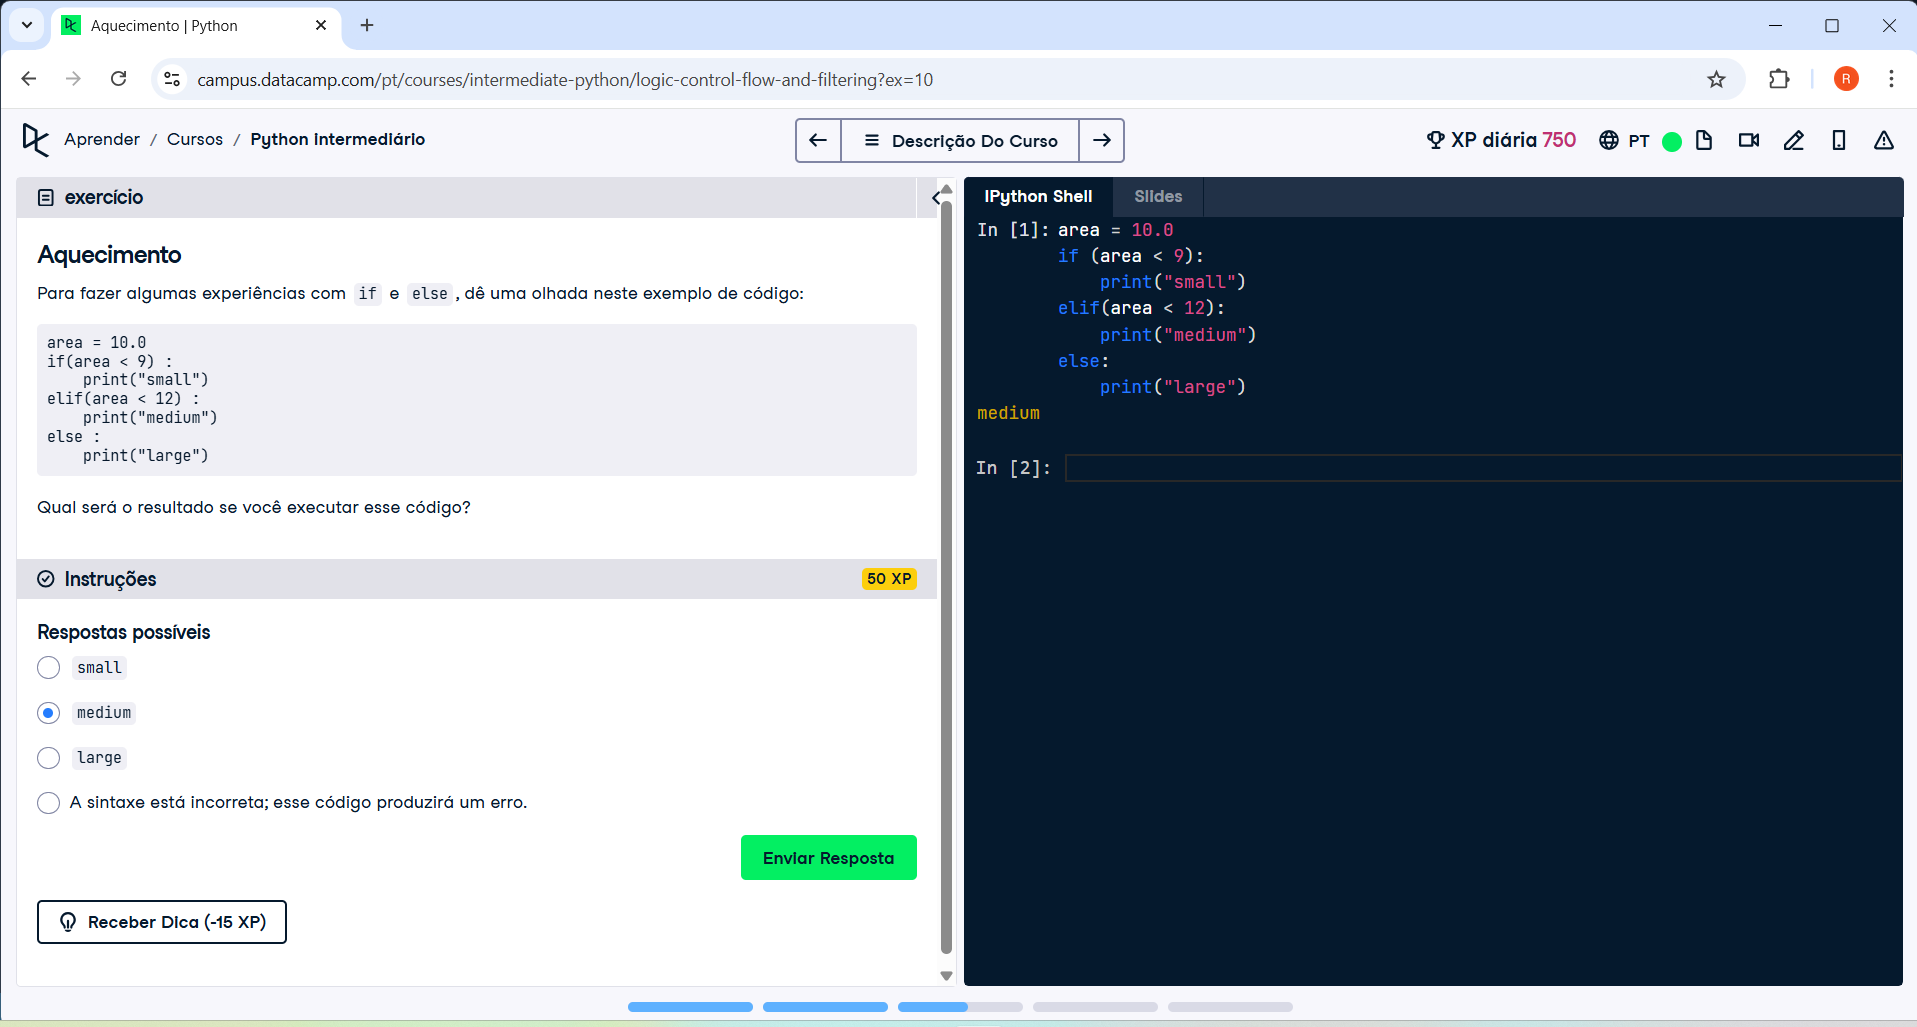 Aquecimento | Python
campus.datacamp.com/pt/courses/intermediate-python/logic-control-flow-and-filtering?ex=10
R
Aprender / Cursos / Python intermediário
Descrição Do Curso
XP diária 750
PT
exercício
Aquecimento
Para fazer algumas experiências com if e else, dê uma olhada neste exemplo de código:
area = 10.0
if(area < 9) :
    print("small")
elif(area < 12) :
    print("medium")
else :
    print("large")
Qual será o resultado se você executar esse código?
Instruções
50 XP
Respostas possíveis
small
medium
large
A sintaxe está incorreta; esse código produzirá um erro.
Enviar Resposta
Receber Dica (-15 XP)
IPython Shell
Slides
In [1]: area = 10.0
if (area < 9):
    print("small")
elif(area < 12):
    print("medium")
else:
    print("large")
medium
In [2]: